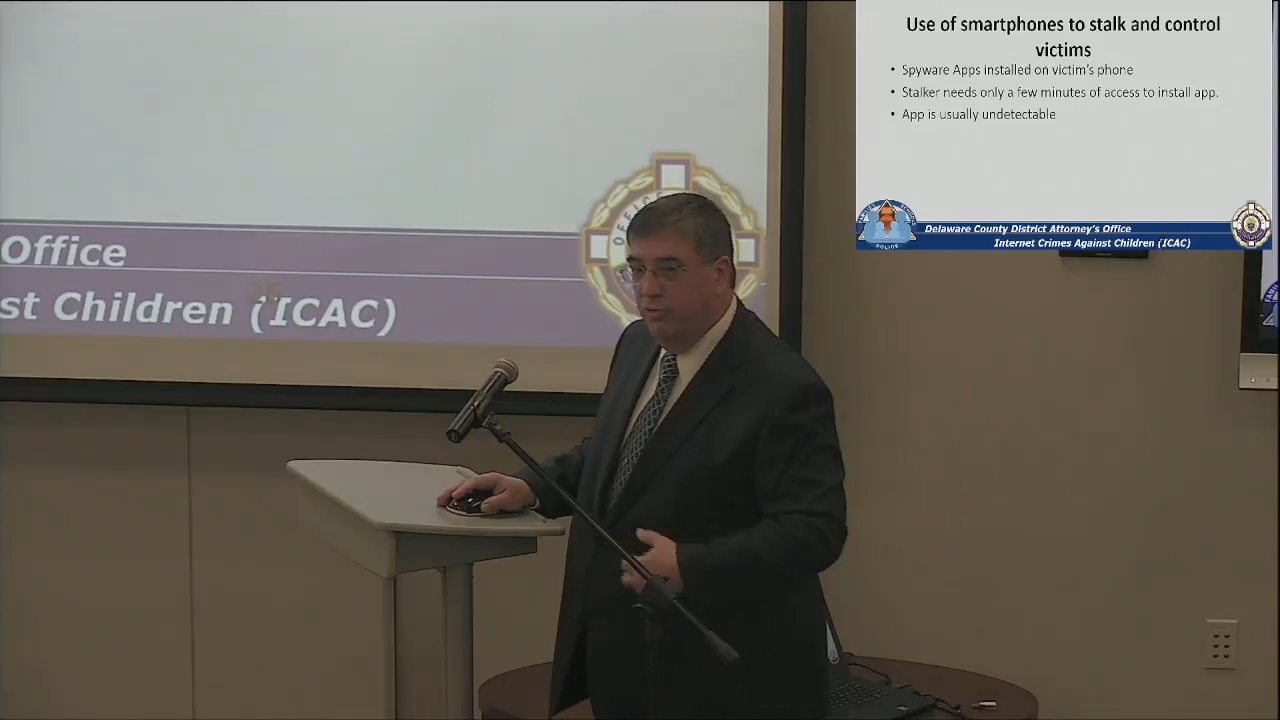 Use of smartphones to stalk and control
victims
• Spyware Apps installed on victim's phone
• Stalker needs only a few minutes of access to install app.
• App is usually undetectable
POLICE
Delaware County District Attorney's Office
Internet Crimes Against Children (ICAC)
Office
st Children (ICAC)
OFFICE